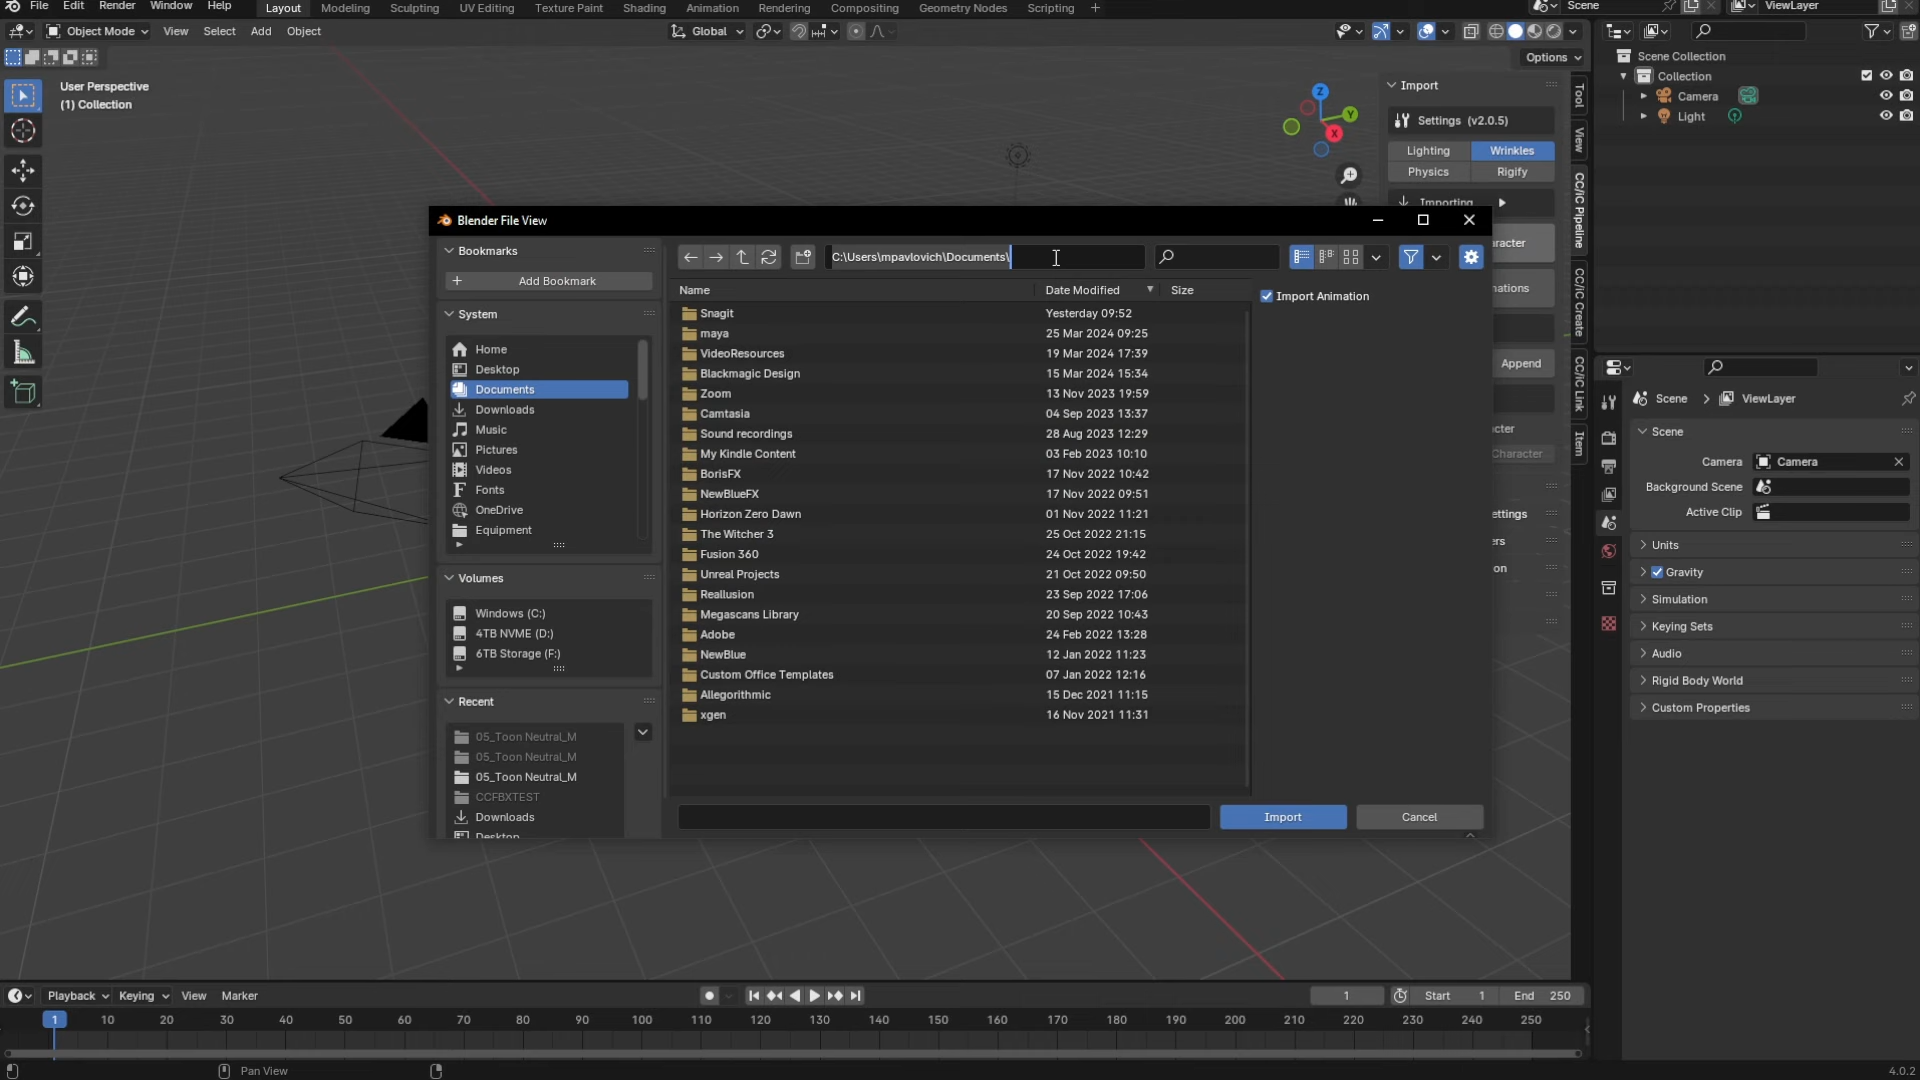 File Edit Render Window Help Layout Modeling Sculpting UV Editing Texture Paint Shading Animation Rendering Compositing Geometry Nodes Scripting + Scene ViewLayer
Object Mode View Select Add Object Global
Options
User Perspective
(1) Collection
Z
Y
X
Import
Settings (v2.0.5)
Lighting Wrinkles
Physics Rigify
Importing
Append
Tool
View
CC/iC Pipeline
CC/iC Create
CC/iC Link
Item
Scene Collection
Collection
Camera
Light
Blender File View
Bookmarks
+ Add Bookmark
System
Home
Desktop
Documents
Downloads
Music
Pictures
Videos
Fonts
OneDrive
Equipment
Volumes
Windows (C:)
4TB NVME (D:)
6TB Storage (F:)
Recent
05_Toon Neutral_M
05_Toon Neutral_M
05_Toon Neutral_M
CCFBXTEST
Downloads
Desktop
C:\Users\mpavlovich\Documents\
Name Date Modified Size
Snagit Yesterday 09:52
maya 25 Mar 2024 09:25
VideoResources 19 Mar 2024 17:39
Blackmagic Design 15 Mar 2024 15:34
Zoom 13 Nov 2023 19:59
Camtasia 04 Sep 2023 13:37
Sound recordings 28 Aug 2023 12:29
My Kindle Content 03 Feb 2023 10:10
BorisFX 17 Nov 2022 10:42
NewBlueFX 17 Nov 2022 09:51
Horizon Zero Dawn 01 Nov 2022 11:21
The Witcher 3 25 Oct 2022 21:15
Fusion 360 24 Oct 2022 19:42
Unreal Projects 21 Oct 2022 09:50
Reallusion 23 Sep 2022 17:06
Megascans Library 20 Sep 2022 10:43
Adobe 24 Feb 2022 13:28
NewBlue 12 Jan 2022 11:23
Custom Office Templates 07 Jan 2022 12:16
Allegorithmic 15 Dec 2021 11:15
xgen 16 Nov 2021 11:31
Import Animation
Import Cancel
Scene ViewLayer
Scene
Camera Camera
Background Scene
Active Clip
Units
Gravity
Simulation
Keying Sets
Audio
Rigid Body World
Custom Properties
Playback Keying View Marker 1 Start 1 End 250
1 10 20 30 40 50 60 70 80 90 100 110 120 130 140 150 160 170 180 190 200 210 220 230 240 250
Pan View 4.0.2